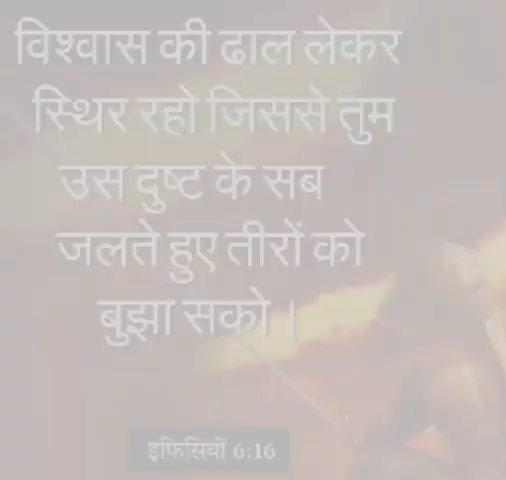 विश्वास की ढाल लेकर
स्थिर रहो जिससे तुम
उस दुष्ट के सब
जलते हुए तीरों को
बुझा सको ।
इफिसियों 6:16